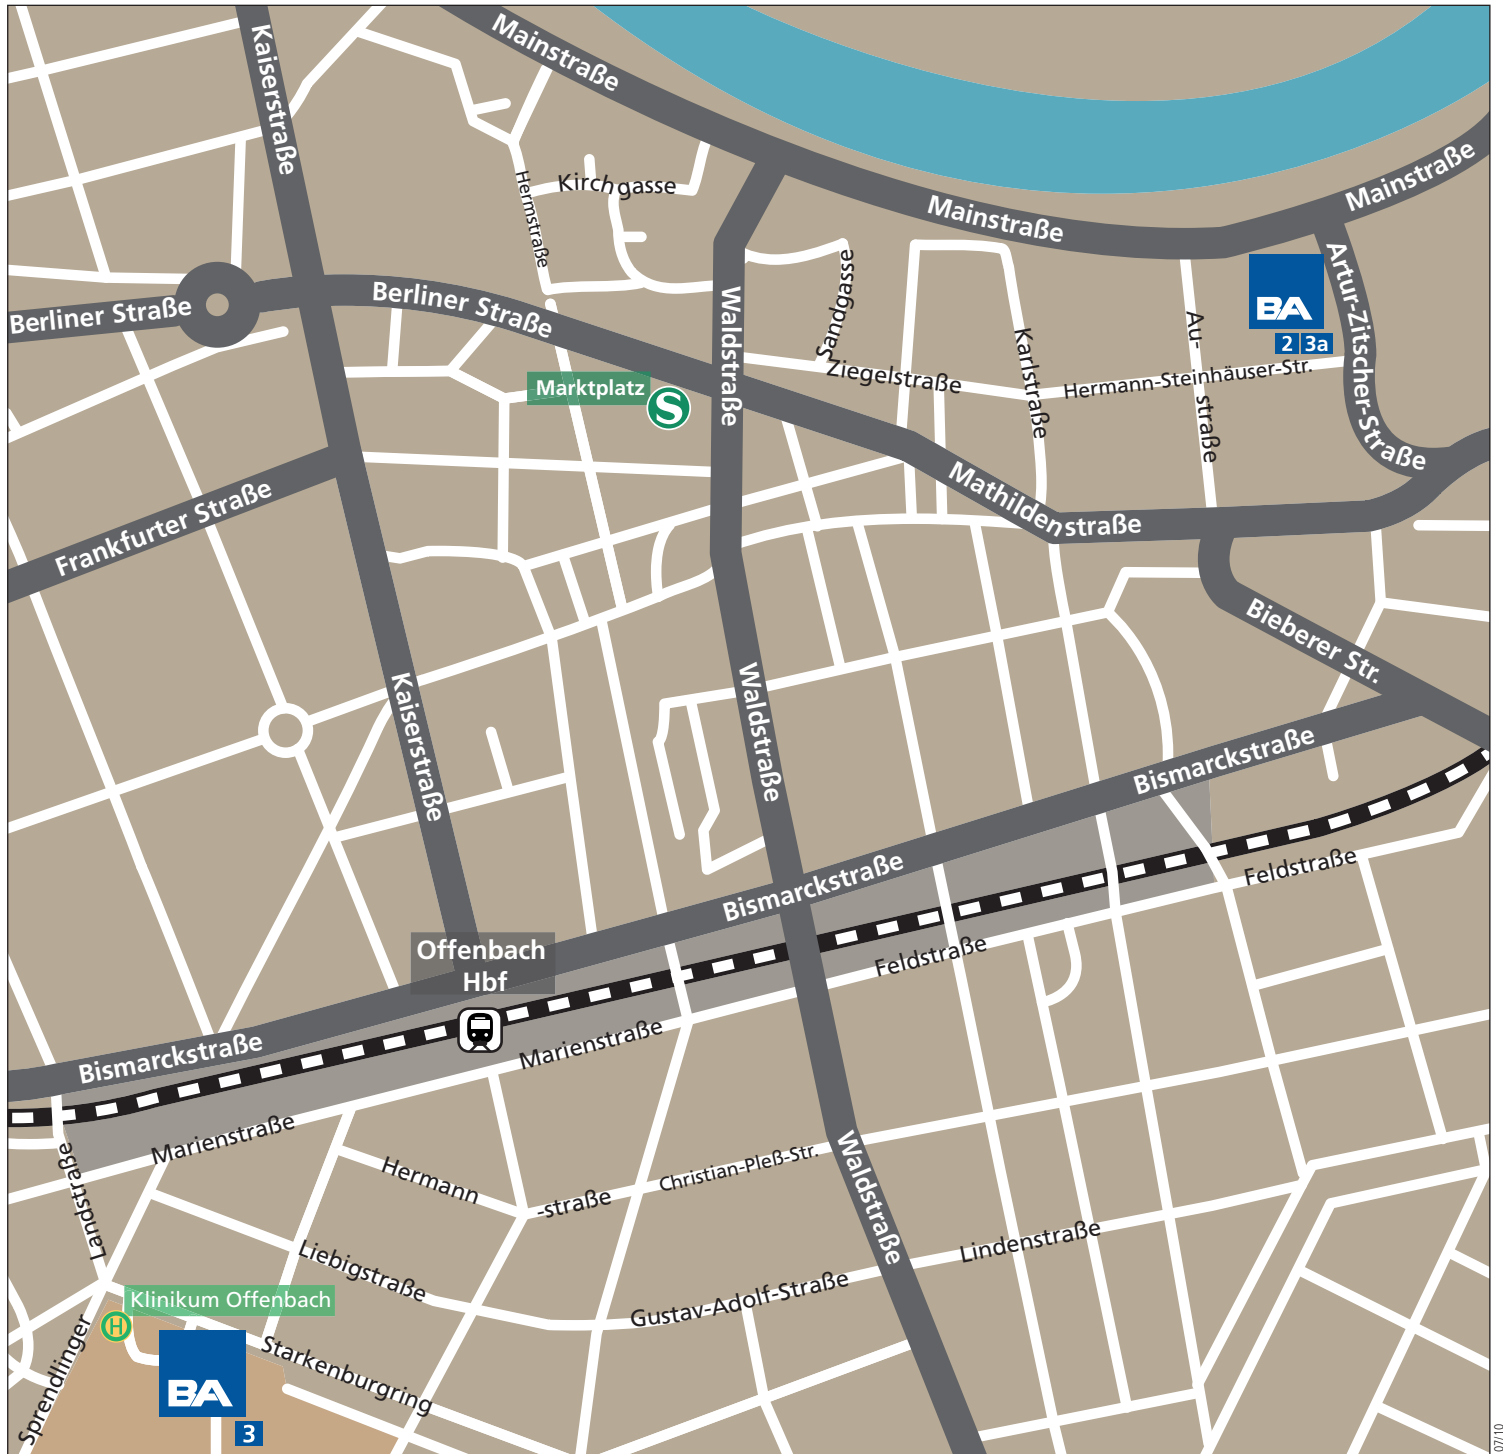 Mainstraße
Kaiserstraße
Kirchgasse
Hermstraße
Mainstraße
Mainstraße
Artur-Zitscher-Straße
Sandgasse
BA
2 3a
Berliner Straße
Berliner Straße
Waldstraße
Karlstraße
Au-
straße
Ziegelstraße
Hermann-Steinhäuser-Str.
Marktplatz
S
Frankfurter Straße
Mathildenstraße
Bieberer Str.
Kaiserstraße
Waldstraße
Bismarckstraße
Bismarckstraße
Feldstraße
Offenbach
Hbf
Feldstraße
Bismarckstraße
Marienstraße
Marienstraße
Landstraße
Hermann
-straße
Christian-Pleß-Str.
Waldstraße
Liebigstraße
Lindenstraße
Gustav-Adolf-Straße
Klinikum Offenbach
H
Sprendlinger
Starkenburgring
BA
3
07/10